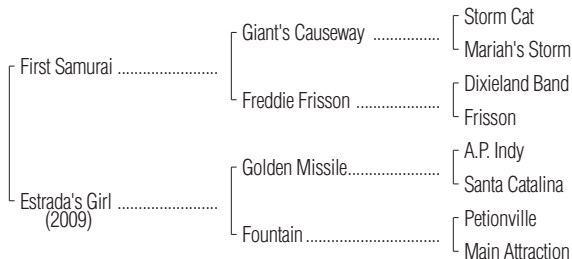 Storm Cat
Giant's Causeway ................
Mariah's Storm
First Samurai ........................
Dixieland Band
Freddie Frisson ....................
Frisson
A.P. Indy
Golden Missile......................
Santa Catalina
Estrada's Girl ........................
(2009)
Petionville
Fountain ................................
Main Attraction